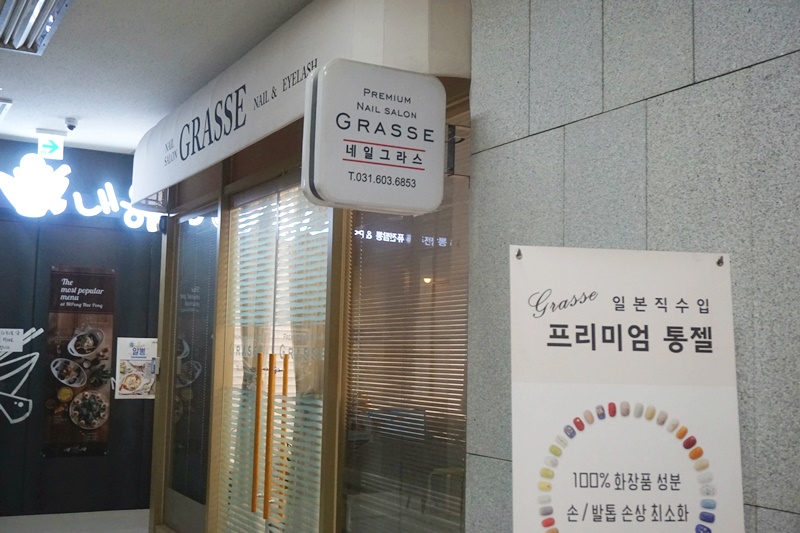 NAIL SALON
GRASSE
NAIL & EYELASH
PREMIUM
NAIL SALON
GRASSE
네일그라스
T.031.603.6853
The
most popular
menu
Grasse 일본직수입
프리미엄 통젤
100% 화장품 성분
손/발톱 손상 최소화
GRASSE